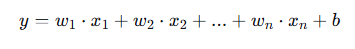 y = w₁ · x₁ + w₂ · x₂ + ... + wₙ · xₙ + b